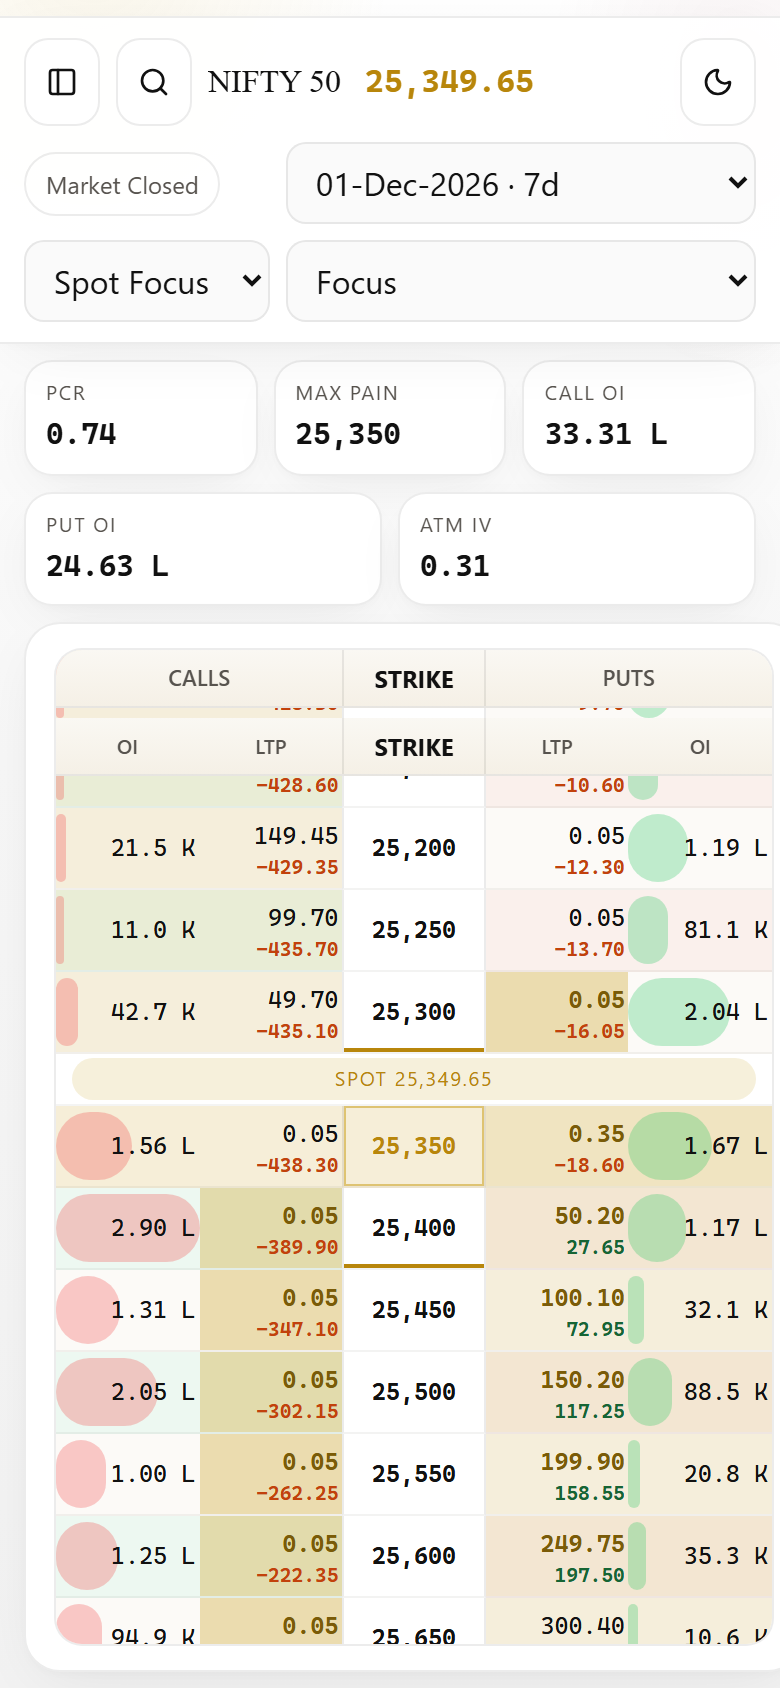 NIFTY 50 25,349.65
Market Closed 01-Dec-2026 · 7d
Spot Focus Focus
PCR MAX PAIN CALL OI
0.74 25,350 33.31 L
PUT OI ATM IV
24.63 L 0.31
CALLS STRIKE PUTS
OI LTP STRIKE LTP OI
−428.60 −10.60
21.5 K 149.45 25,200 0.05 1.19 L
−429.35 −12.30
11.0 K 99.70 25,250 0.05 81.1 K
−435.70 −13.70
42.7 K 49.70 25,300 0.05 2.04 L
−435.10 −16.05
SPOT 25,349.65
1.56 L 0.05 25,350 0.35 1.67 L
−438.30 −18.60
2.90 L 0.05 25,400 50.20 1.17 L
−389.90 27.65
1.31 L 0.05 25,450 100.10 32.1 K
−347.10 72.95
2.05 L 0.05 25,500 150.20 88.5 K
−302.15 117.25
1.00 L 0.05 25,550 199.90 20.8 K
−262.25 158.55
1.25 L 0.05 25,600 249.75 35.3 K
−222.35 197.50
94.9 K 0.05 25,650 300.40 10.6 K